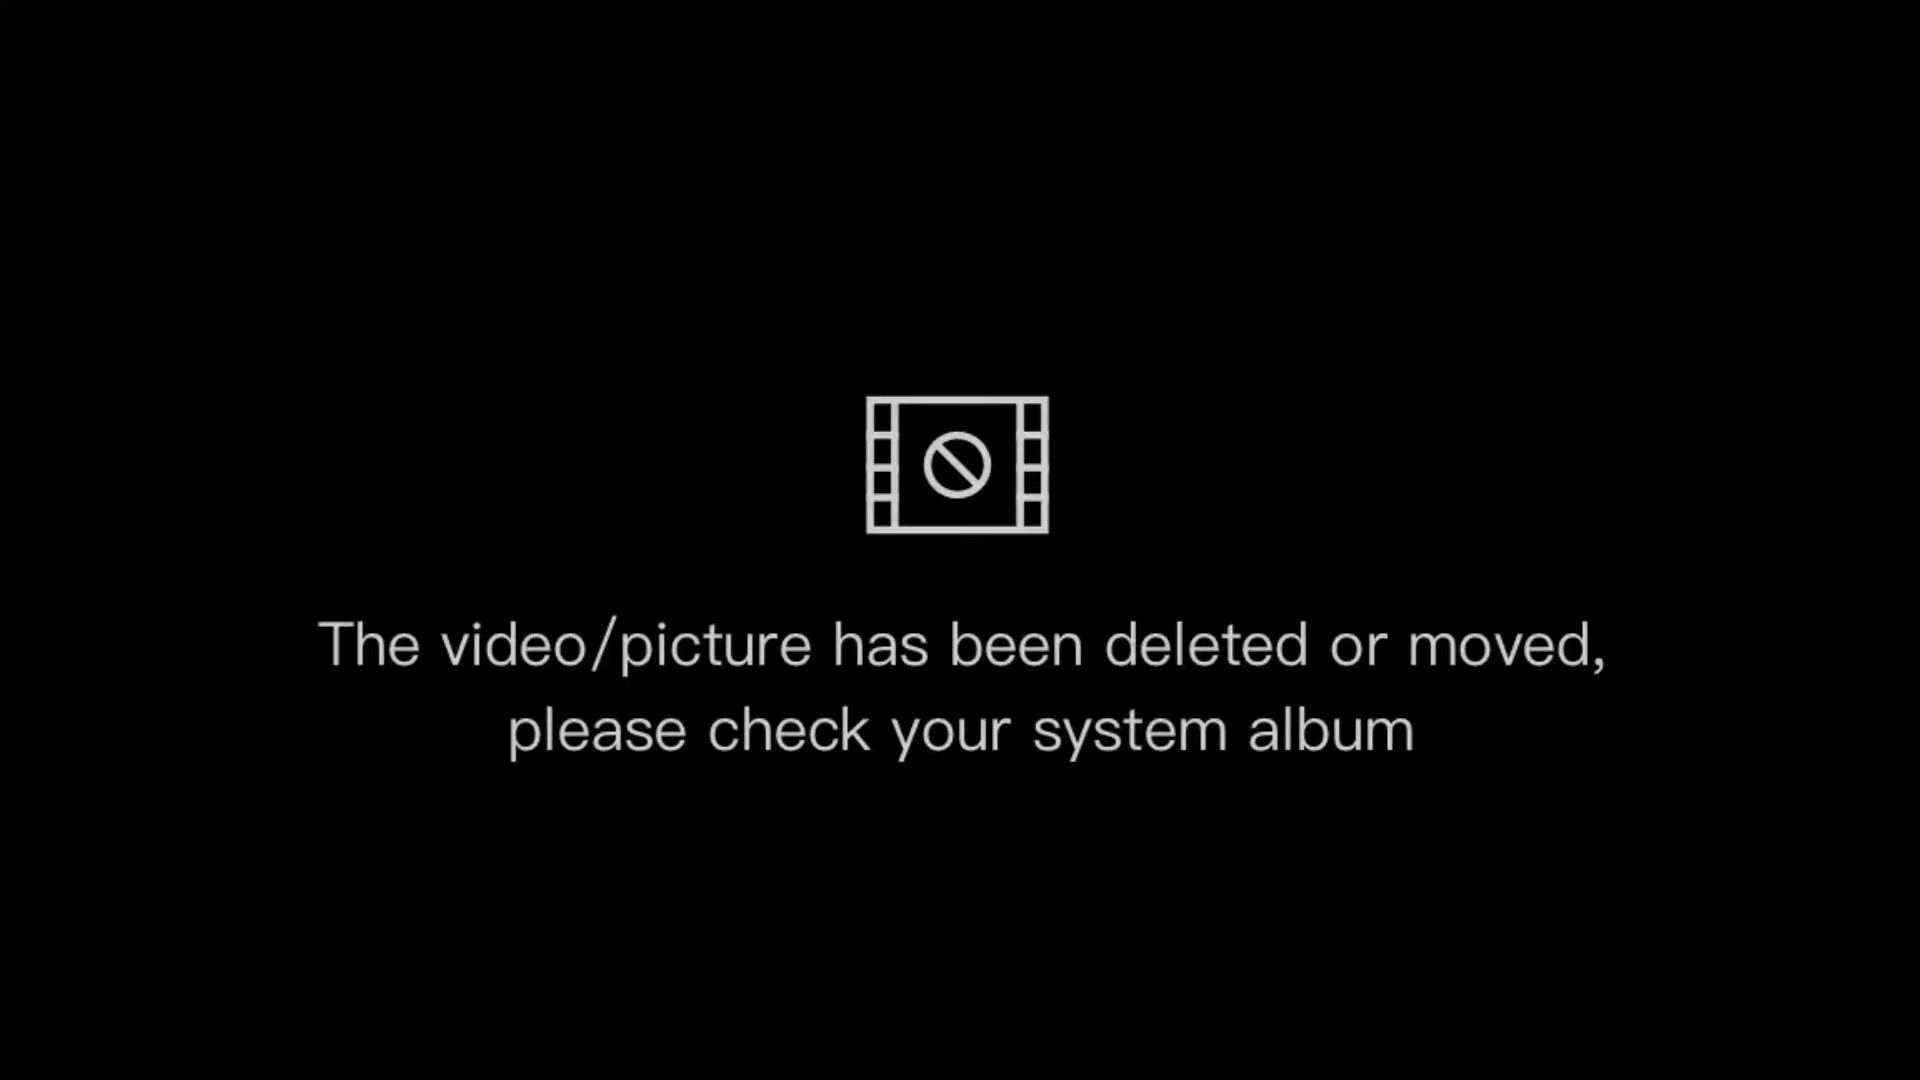 The video/picture has been deleted or moved,
please check your system album